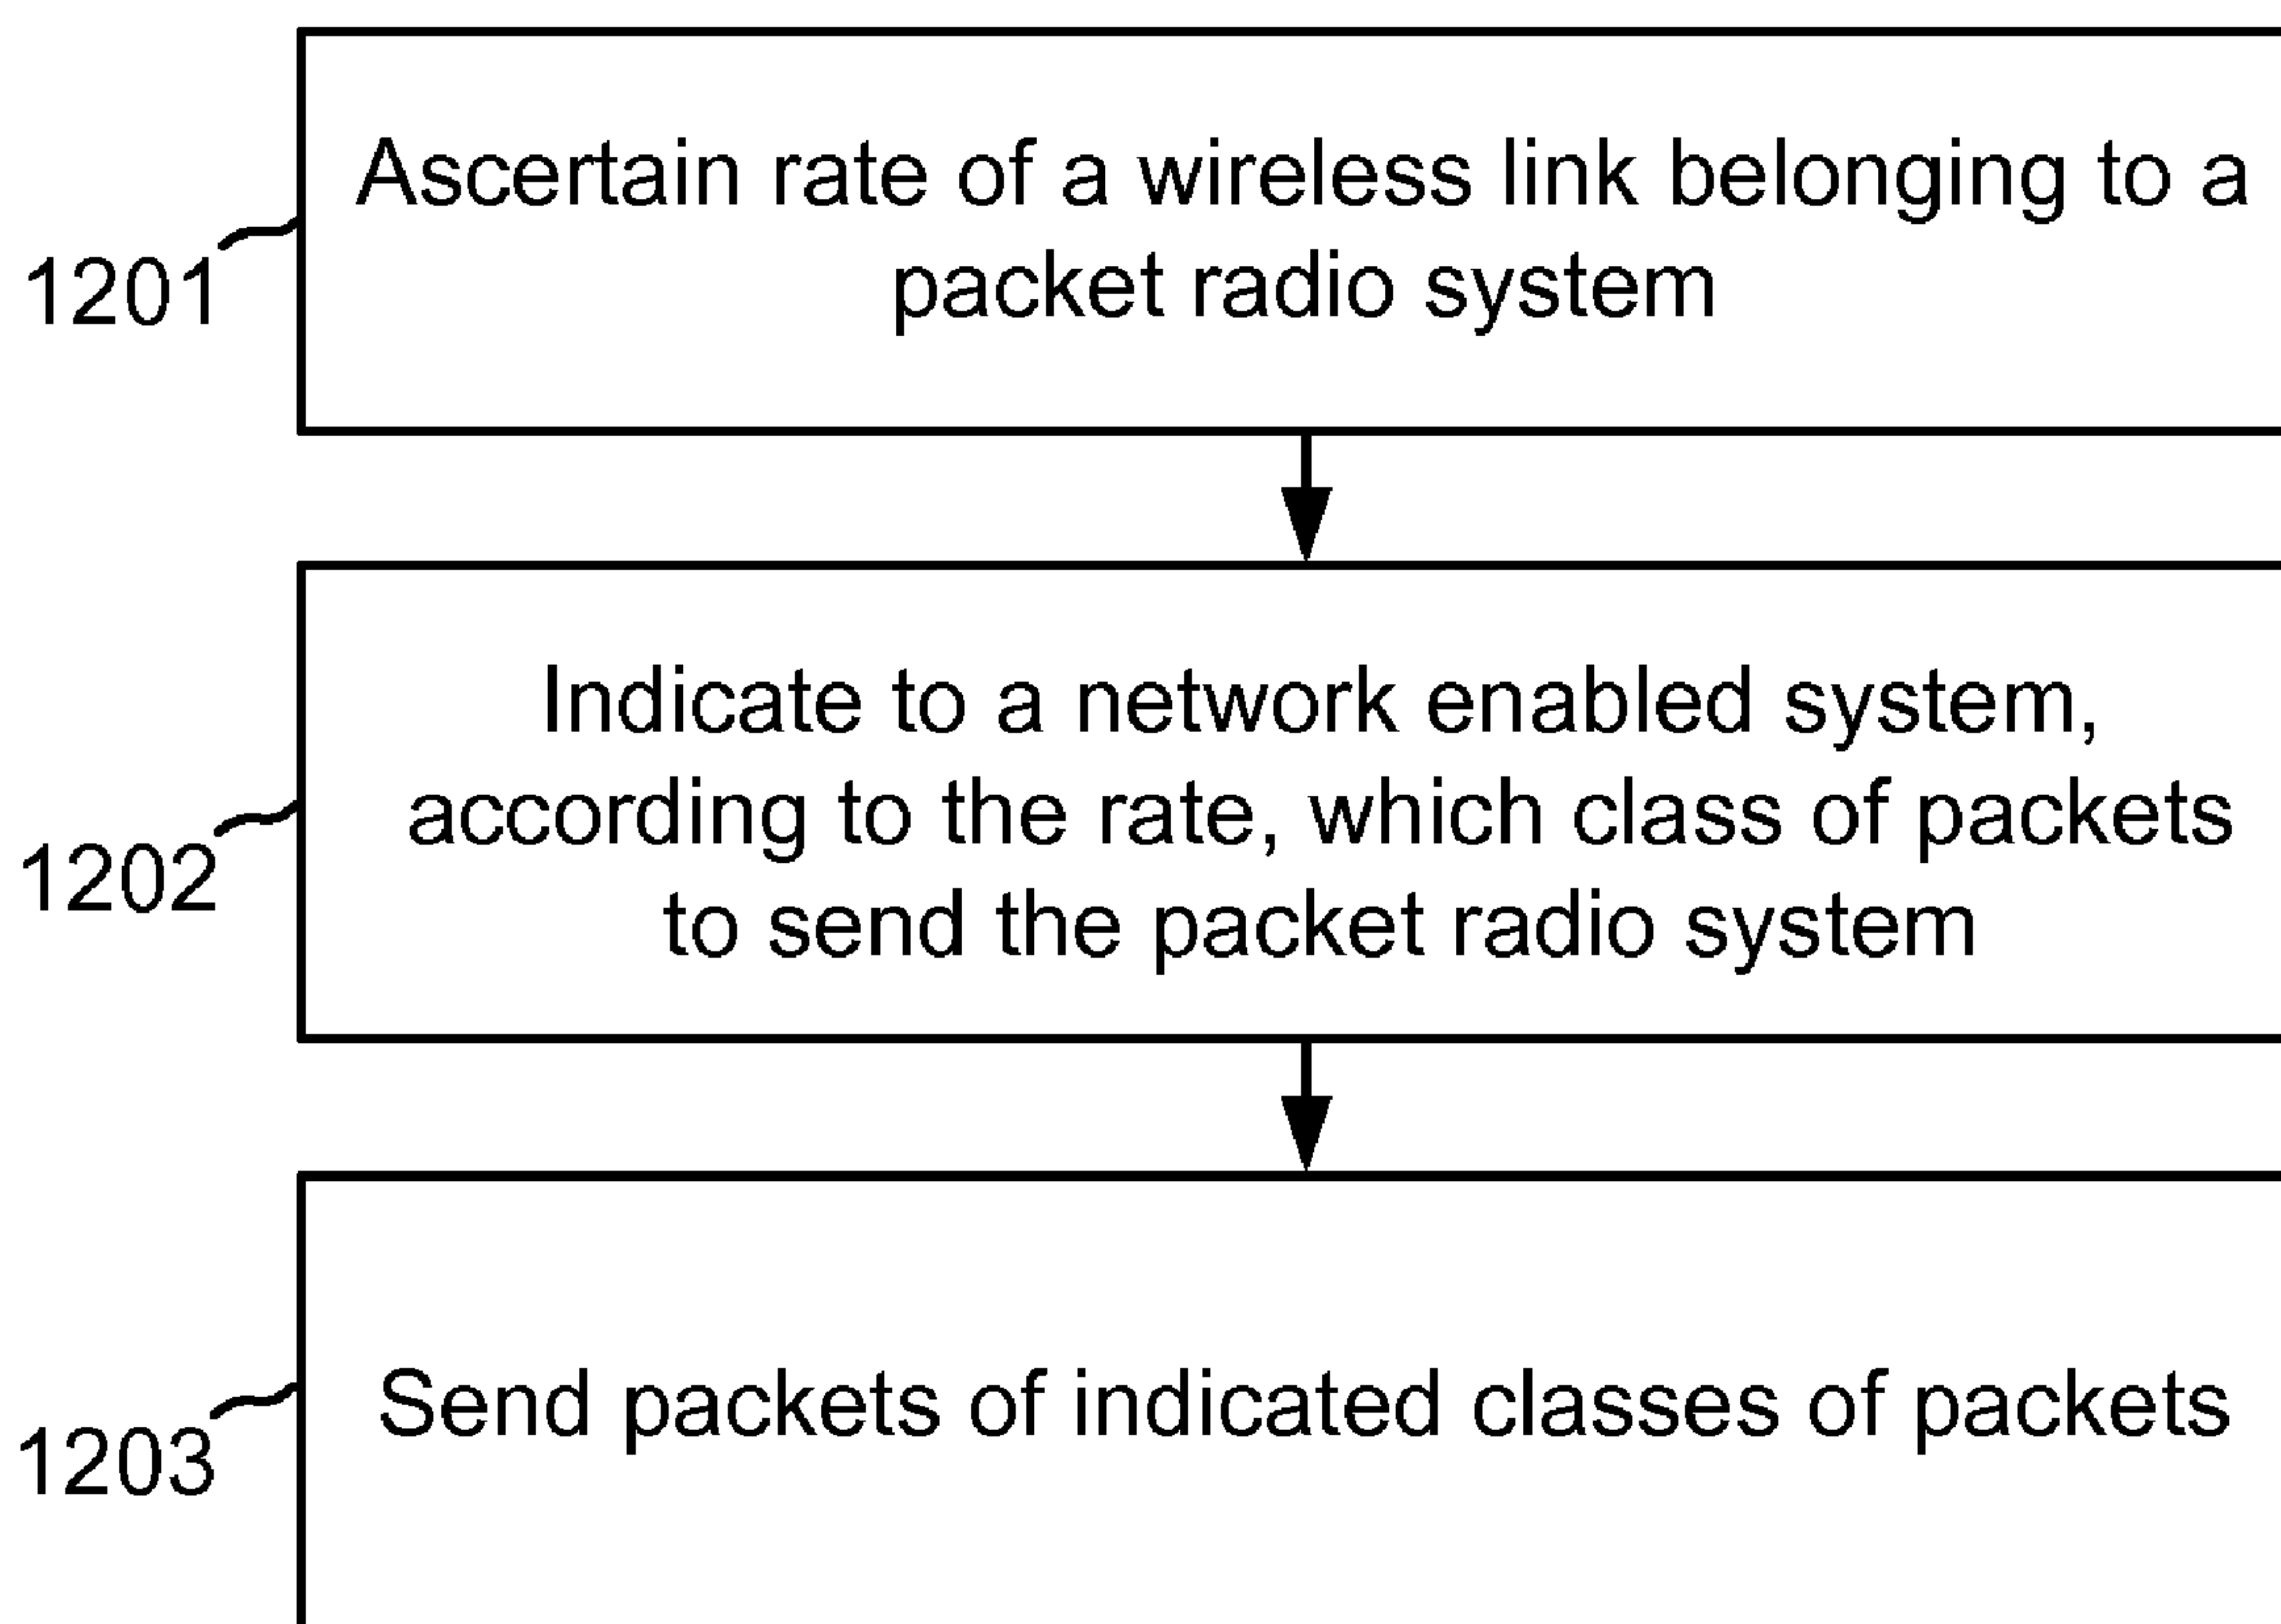 Ascertain rate of a wireless link belonging to a
packet radio system
1201
Indicate to a network enabled system,
according to the rate, which class of packets
to send the packet radio system
1202
Send packets of indicated classes of packets
1203